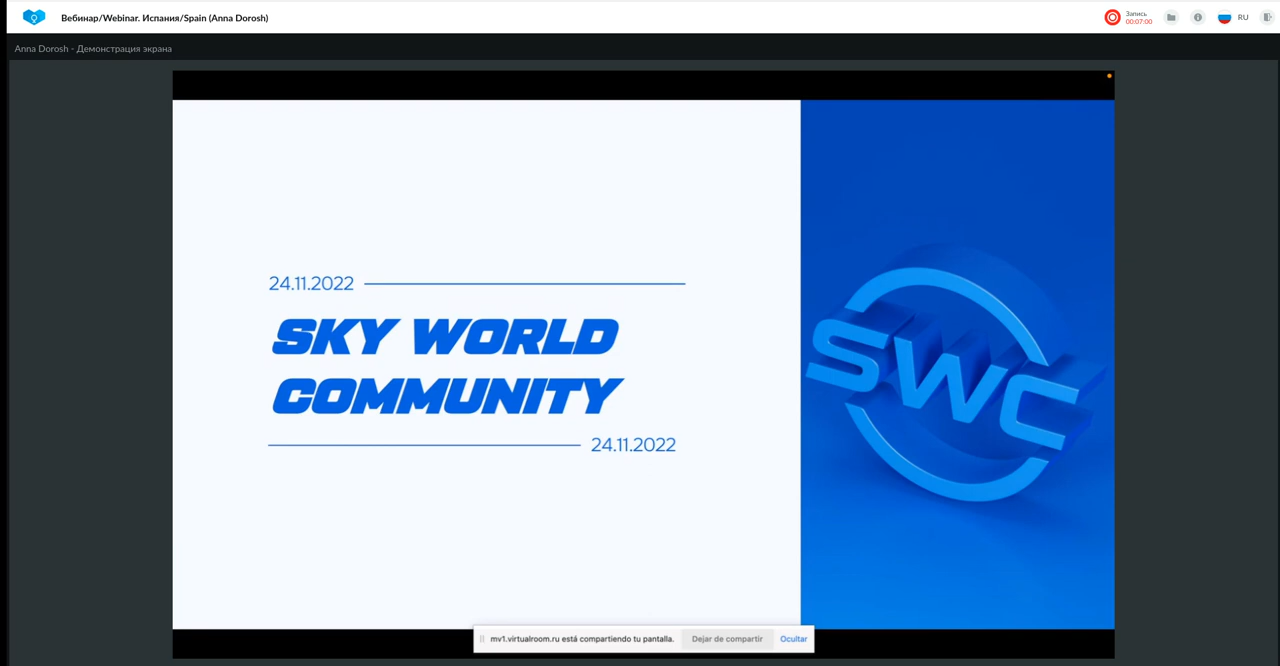 Вебинар/Webinar. Испания/Spain (Anna Dorosh)
Запись
00:07:00
RU
Anna Dorosh - Демонстрация экрана
24.11.2022
SKY WORLD
COMMUNITY
24.11.2022
SWC
mv1.virtualroom.ru está compartiendo tu pantalla.
Dejar de compartir
Ocultar